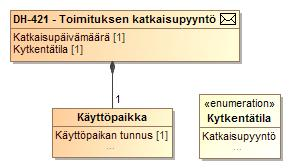 DH-421 - Toimituksen katkaisupyyntö
Katkaisupäivämäärä [1]
Kytkentätila [1]
1
Käyttöpaikka
Käyttöpaikan tunnus [1]
...
«enumeration»
Kytkentätila
Katkaisupyyntö
...